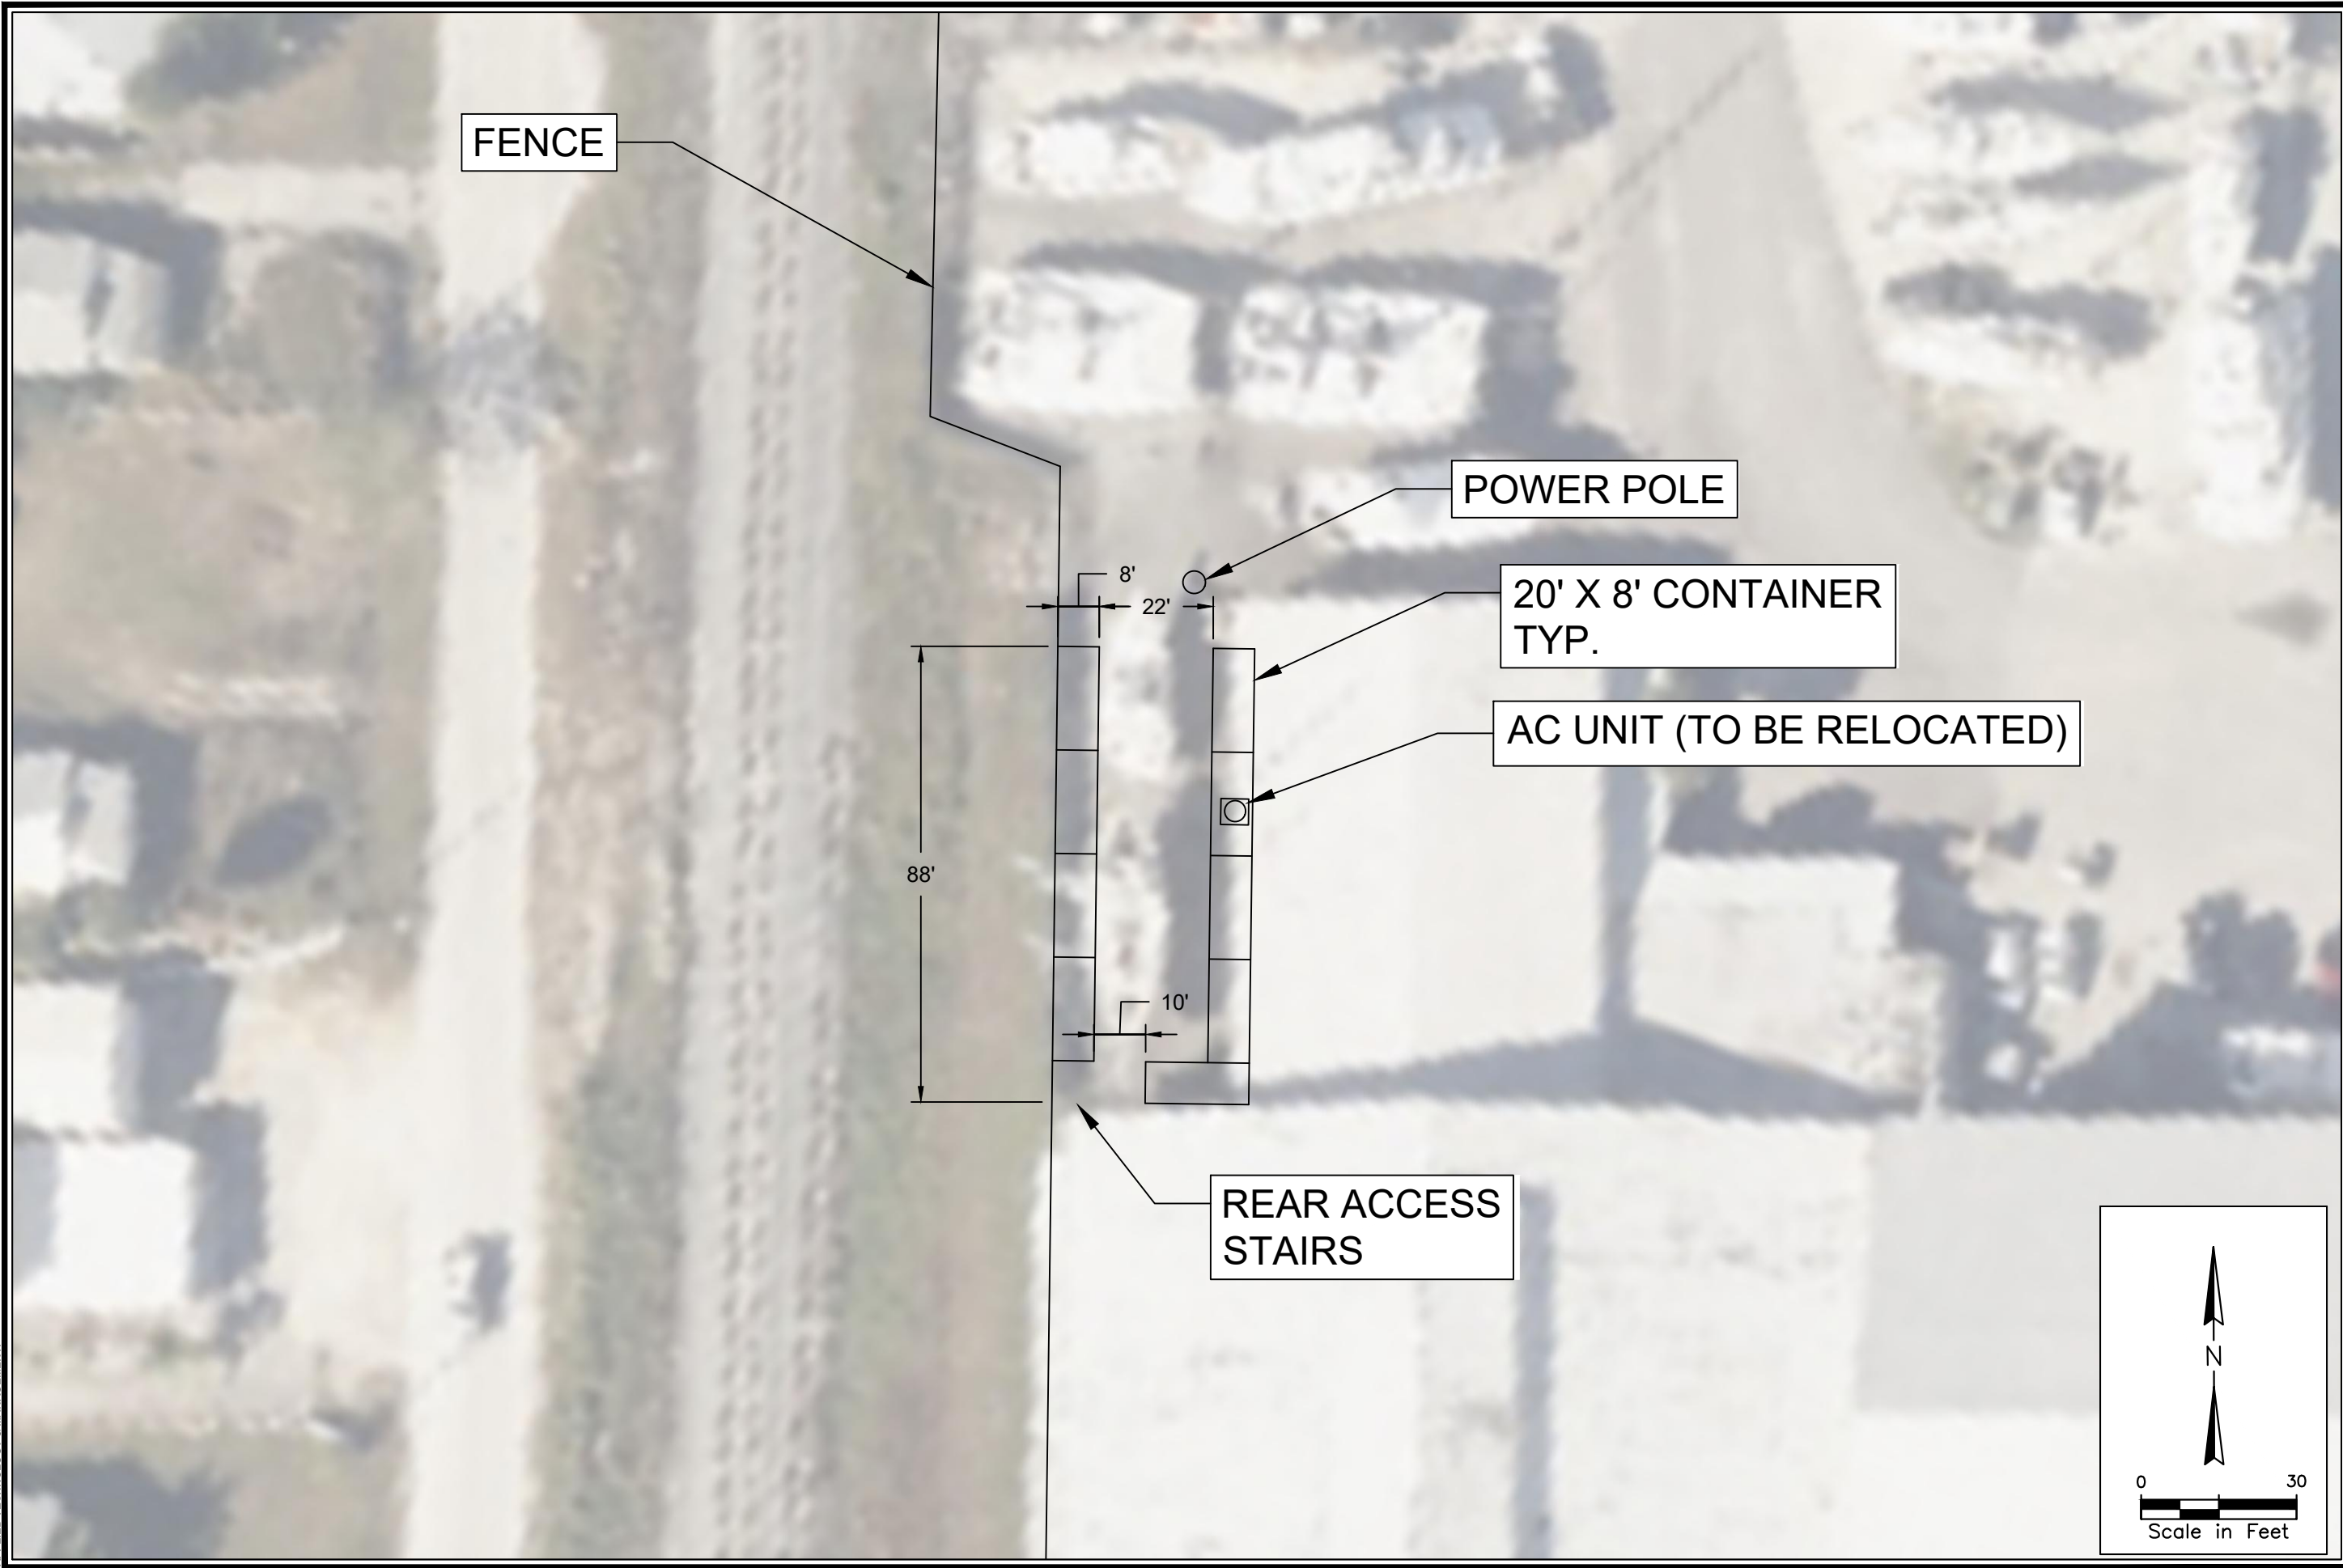 FENCE
POWER POLE
8'
22'
20' X 8' CONTAINER
TYP.
AC UNIT (TO BE RELOCATED)
88'
10'
REAR ACCESS
STAIRS
N
0 30
Scale in Feet